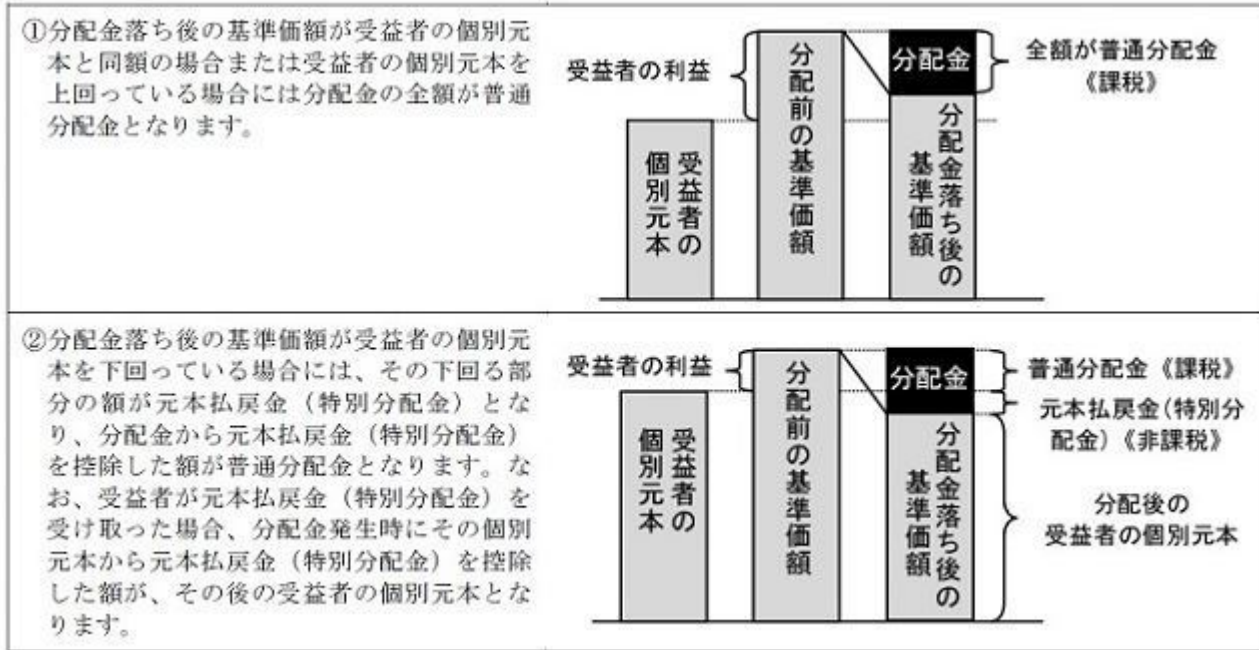 ①分配金落ち後の基準価額が受益者の個別元
本と同額の場合または受益者の個別元本を
上回っている場合には分配金の全額が普通
分配金となります。
受益者の利益
受益者の
個別元本
分配前の基準価額
分配金
分配金落ち後の
基準価額
全額が普通分配金
《課税》
②分配金落ち後の基準価額が受益者の個別元
本を下回っている場合には、その下回る部
分の額が元本払戻金（特別分配金）とな
り、分配金から元本払戻金（特別分配金）
を控除した額が普通分配金となります。な
お、受益者が元本払戻金（特別分配金）を
受け取った場合、分配金発生時にその個別
元本から元本払戻金（特別分配金）を控除
した額が、その後の受益者の個別元本とな
ります。
受益者の利益
受益者の
個別元本
分配前の基準価額
分配金
分配金落ち後の
基準価額
普通分配金《課税》
元本払戻金(特別分
配金)《非課税》
分配後の
受益者の個別元本